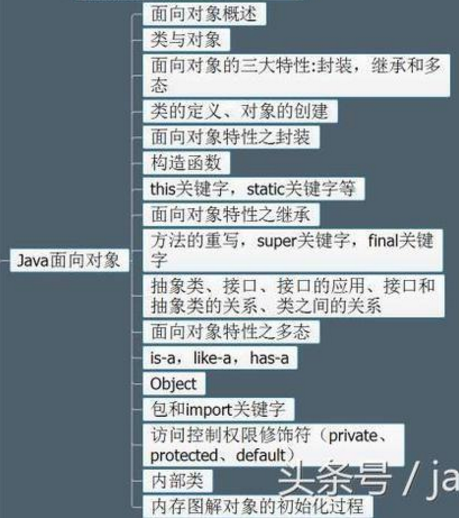 面向对象概述
类与对象
面向对象的三大特性:封装，继承和多
态
类的定义、对象的创建
面向对象特性之封装
构造函数
this关键字，static关键字等
面向对象特性之继承
方法的重写，super关键字，final关键
字
Java面向对象
抽象类、接口、接口的应用、接口和
抽象类的关系、类之间的关系
面向对象特性之多态
is-a，like-a，has-a
Object
包和import关键字
访问控制权限修饰符（private、
protected、default）
内部类
头条号 / ja
内存图解对象的初始化过程